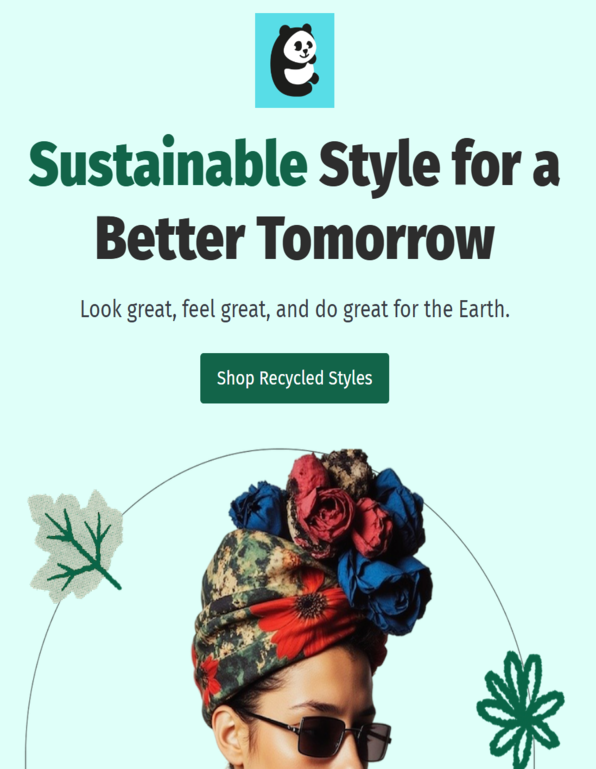 Sustainable Style for a
Better Tomorrow
Look great, feel great, and do great for the Earth.
Shop Recycled Styles